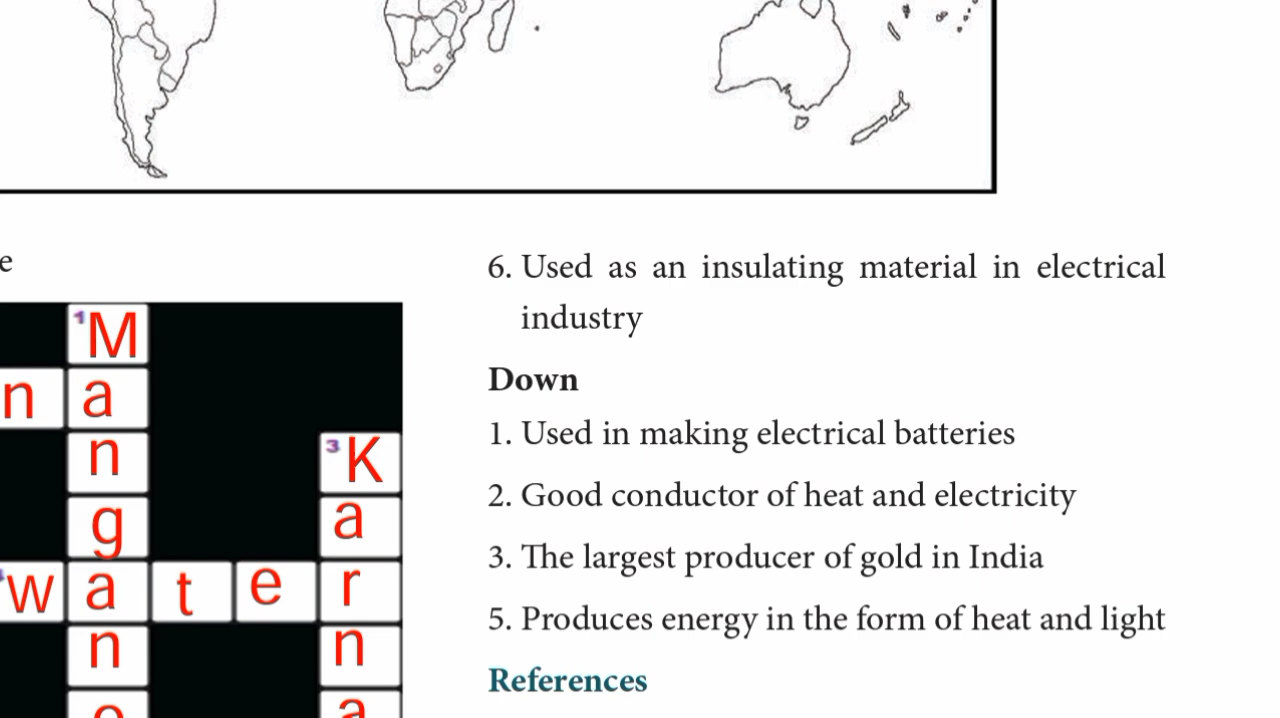 e
1 M
n a
n
3 K
g
a
w a t e r
n
n
a
6. Used as an insulating material in electrical
industry
Down
1. Used in making electrical batteries
2. Good conductor of heat and electricity
3. The largest producer of gold in India
5. Produces energy in the form of heat and light
References